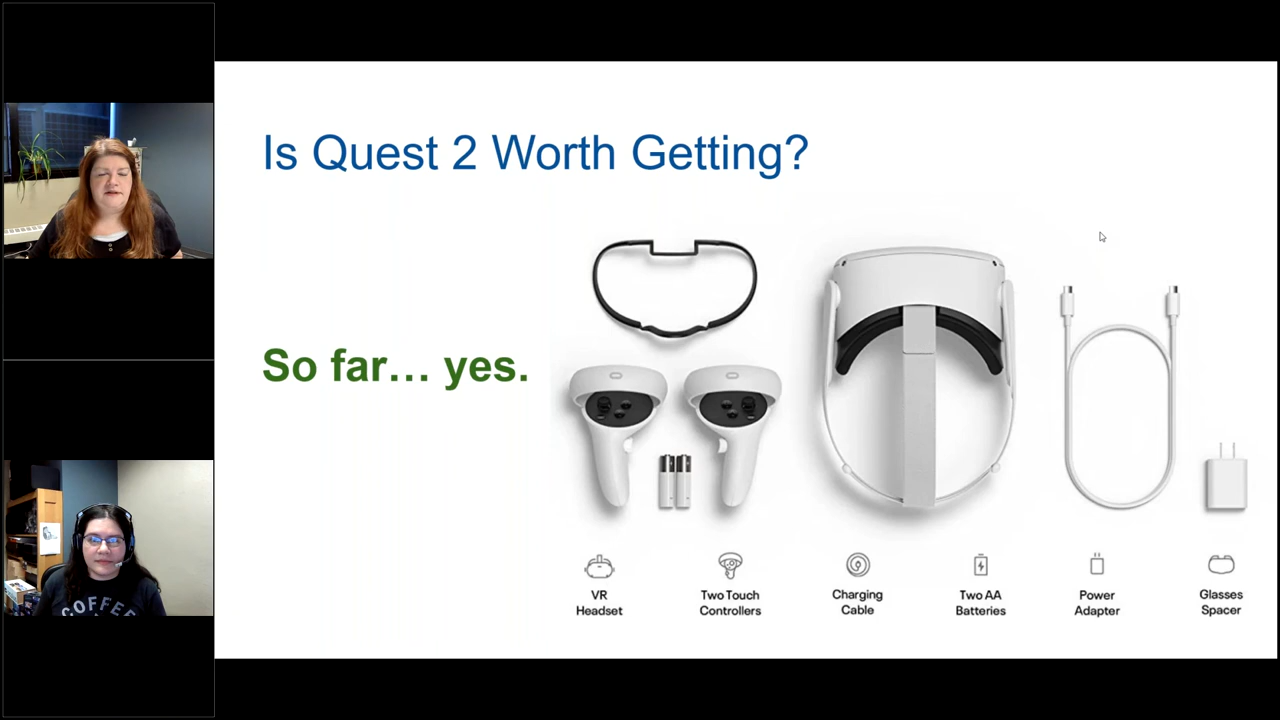 Is Quest 2 Worth Getting?
So far... yes.
VR
Headset
Two Touch
Controllers
Charging
Cable
Two AA
Batteries
Power
Adapter
Glasses
Spacer
COFFEE